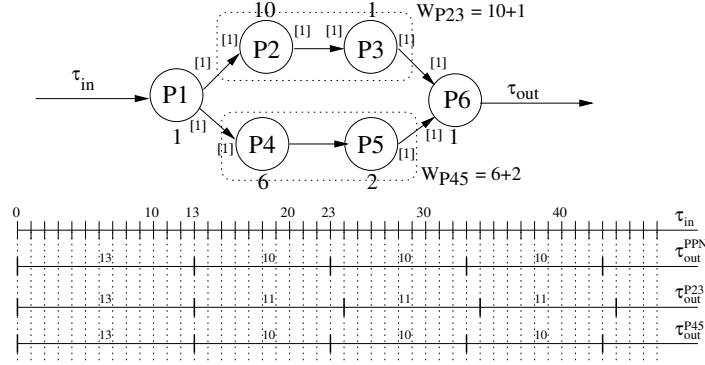 10 1 W_P23 = 10+1
[1] [1] [1] [1]
P2 P3
[1] [1]
τ_in P1 P6 τ_out
1 [1] [1] 1
[1] P4 P5 [1]
6 2 W_P45 = 6+2
0 10 13 20 23 30 40 τ_in
13 10 10 10 τ_out^PPN
13 11 11 11 τ_out^P23
13 10 10 10 τ_out^P45